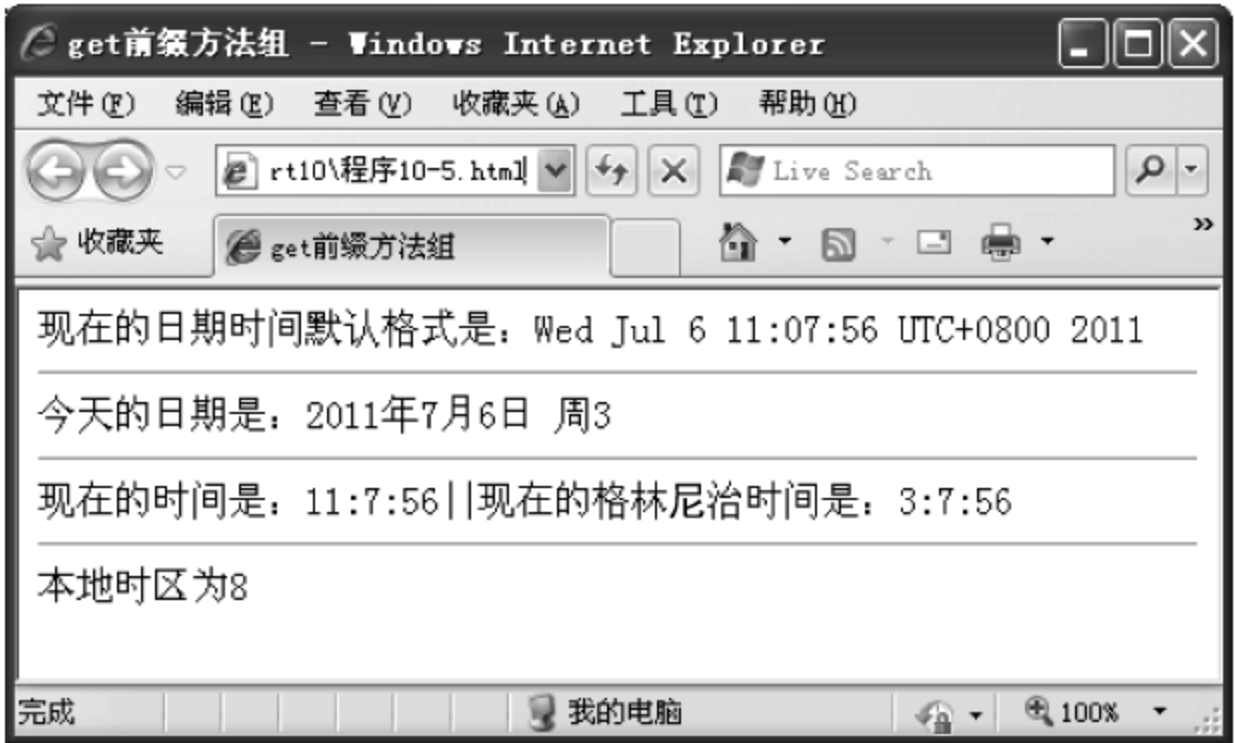 get前缀方法组 - Windows Internet Explorer
文件(F) 编辑(E) 查看(V) 收藏夹(A) 工具(T) 帮助(H)
rt10\程序10-5.html Live Search
收藏夹 get前缀方法组 »
现在的日期时间默认格式是：Wed Jul 6 11:07:56 UTC+0800 2011
今天的日期是：2011年7月6日 周3
现在的时间是：11:7:56||现在的格林尼治时间是：3:7:56
本地时区为8
完成 我的电脑 100%